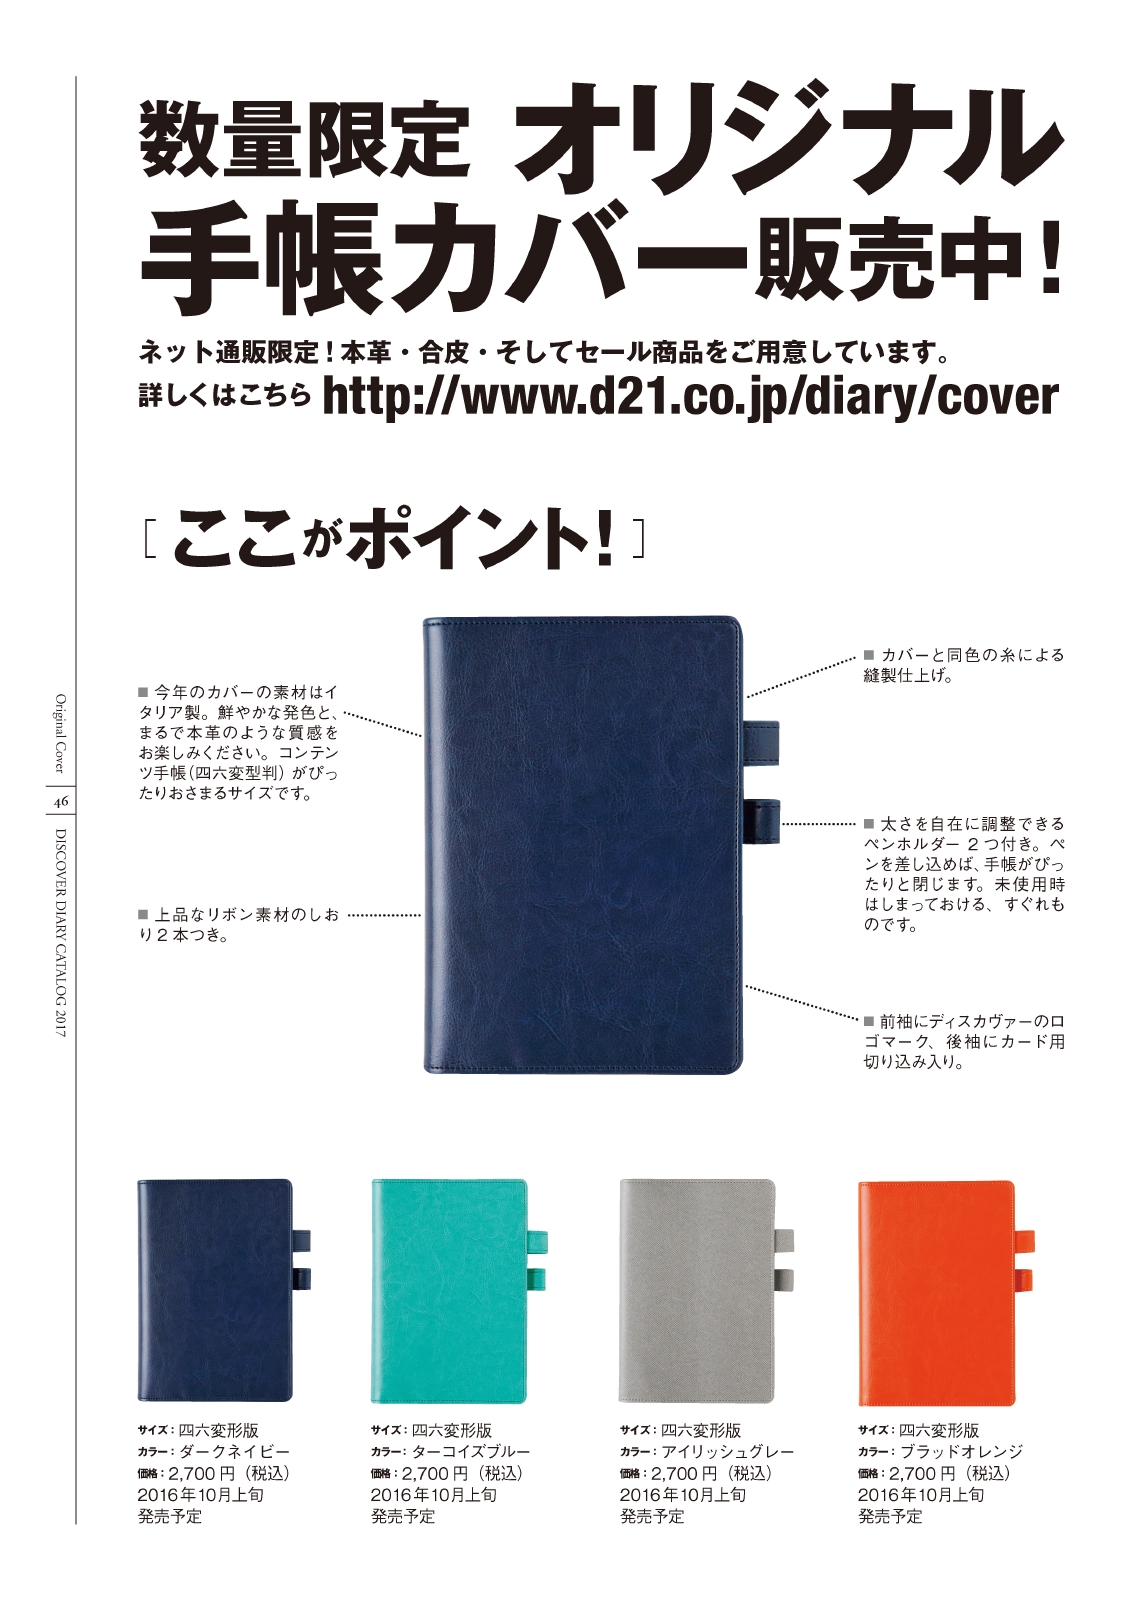 数量限定 オリジナル
手帳カバー販売中！
ネット通販限定！本革・合皮・そしてセール商品をご用意しています。
詳しくはこちら http://www.d21.co.jp/diary/cover
［ ここがポイント！ ］
■ 今年のカバーの素材はイ
タリア製。鮮やかな発色と、
まるで本革のような質感を
お楽しみください。コンテン
ツ手帳（四六変型判）がぴっ
たりおさまるサイズです。
■ 上品なリボン素材のしお
り2本つき。
■ カバーと同色の糸による
縫製仕上げ。
■ 太さを自在に調整できる
ペンホルダー 2つ付き。ペ
ンを差し込めば、手帳がぴっ
たりと閉じます。未使用時
はしまっておける、すぐれも
のです。
■ 前袖にディスカヴァーのロ
ゴマーク、後袖にカード用
切り込み入り。
サイズ：四六変形版
カラー：ダークネイビー
価格：2,700円（税込）
2016年10月上旬
発売予定
サイズ：四六変形版
カラー：ターコイズブルー
価格：2,700円（税込）
2016年10月上旬
発売予定
サイズ：四六変形版
カラー：アイリッシュグレー
価格：2,700円（税込）
2016年10月上旬
発売予定
サイズ：四六変形版
カラー：ブラッドオレンジ
価格：2,700円（税込）
2016年10月上旬
発売予定
Original Cover
46
DISCOVER DIARY CATALOG 2017